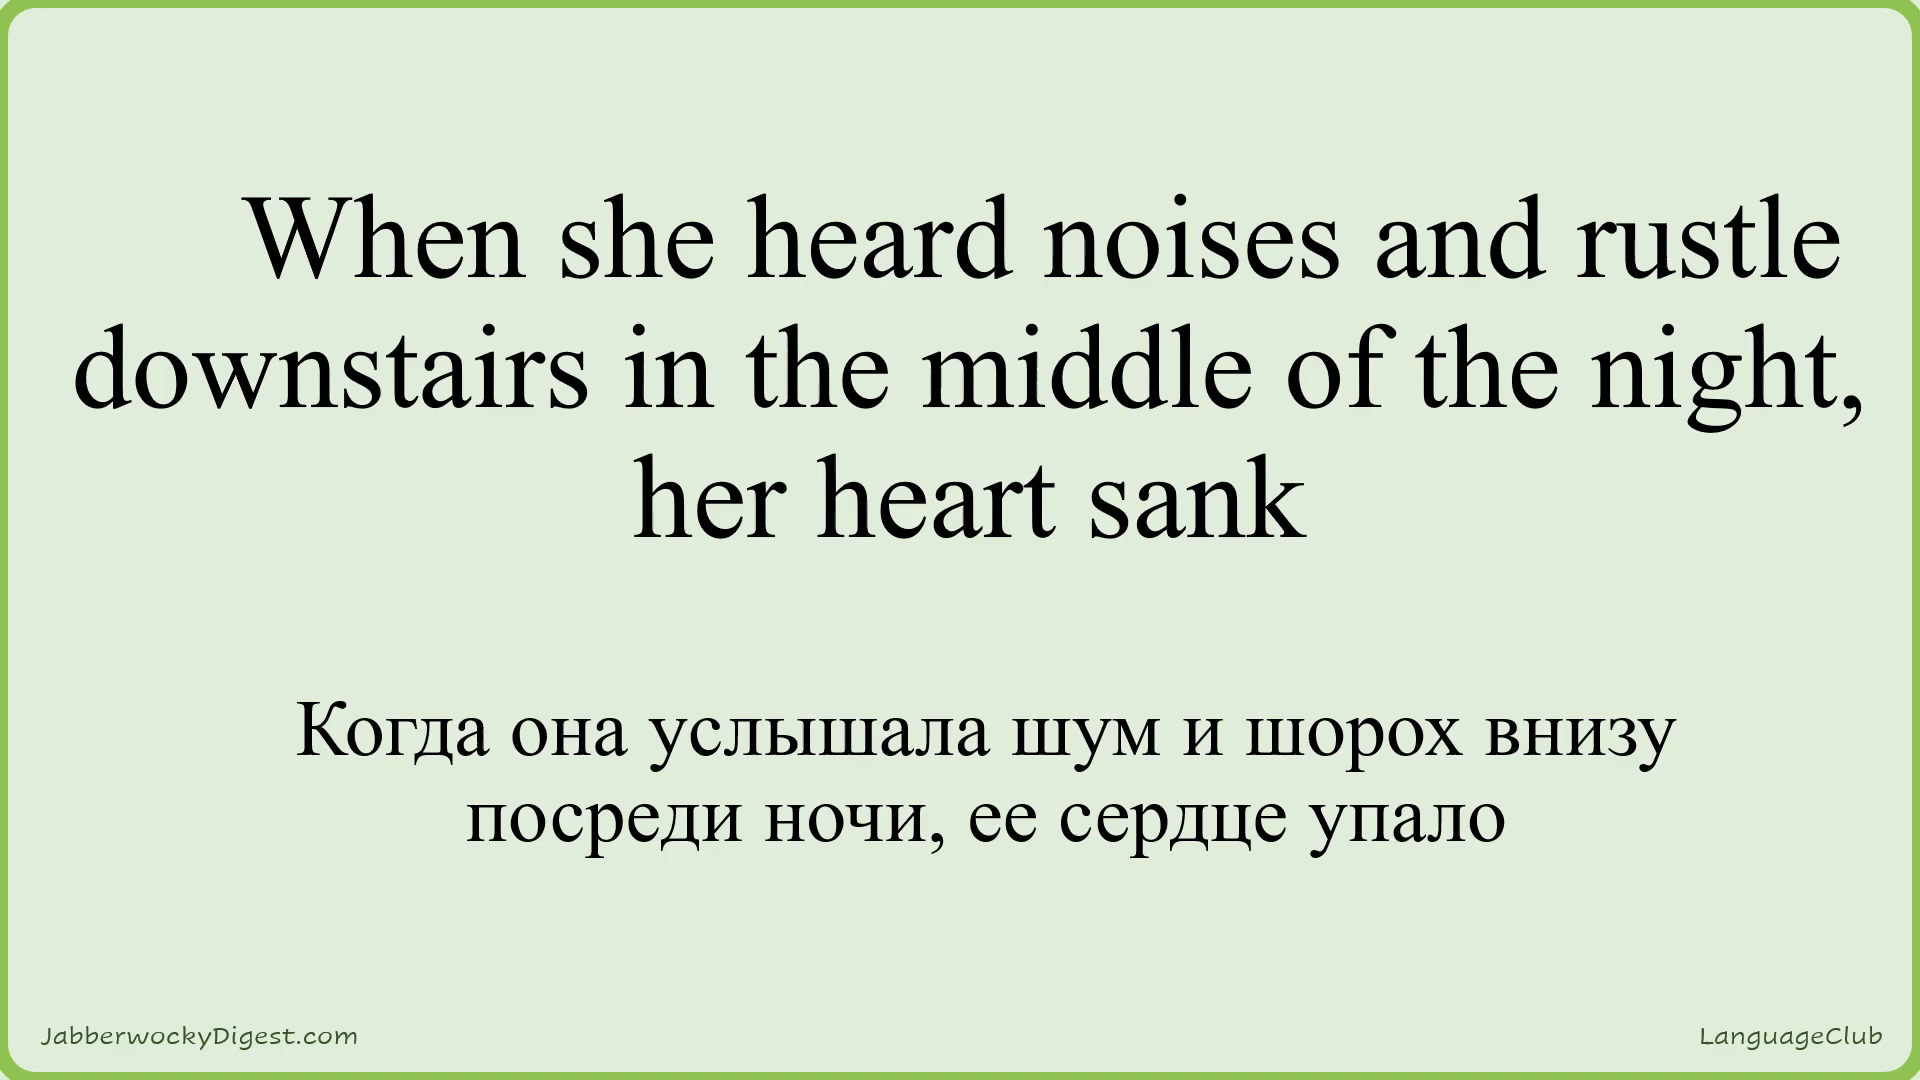 When she heard noises and rustle
downstairs in the middle of the night,
her heart sank
Когда она услышала шум и шорох внизу
посреди ночи, ее сердце упало
JabberwockyDigest.com
LanguageClub